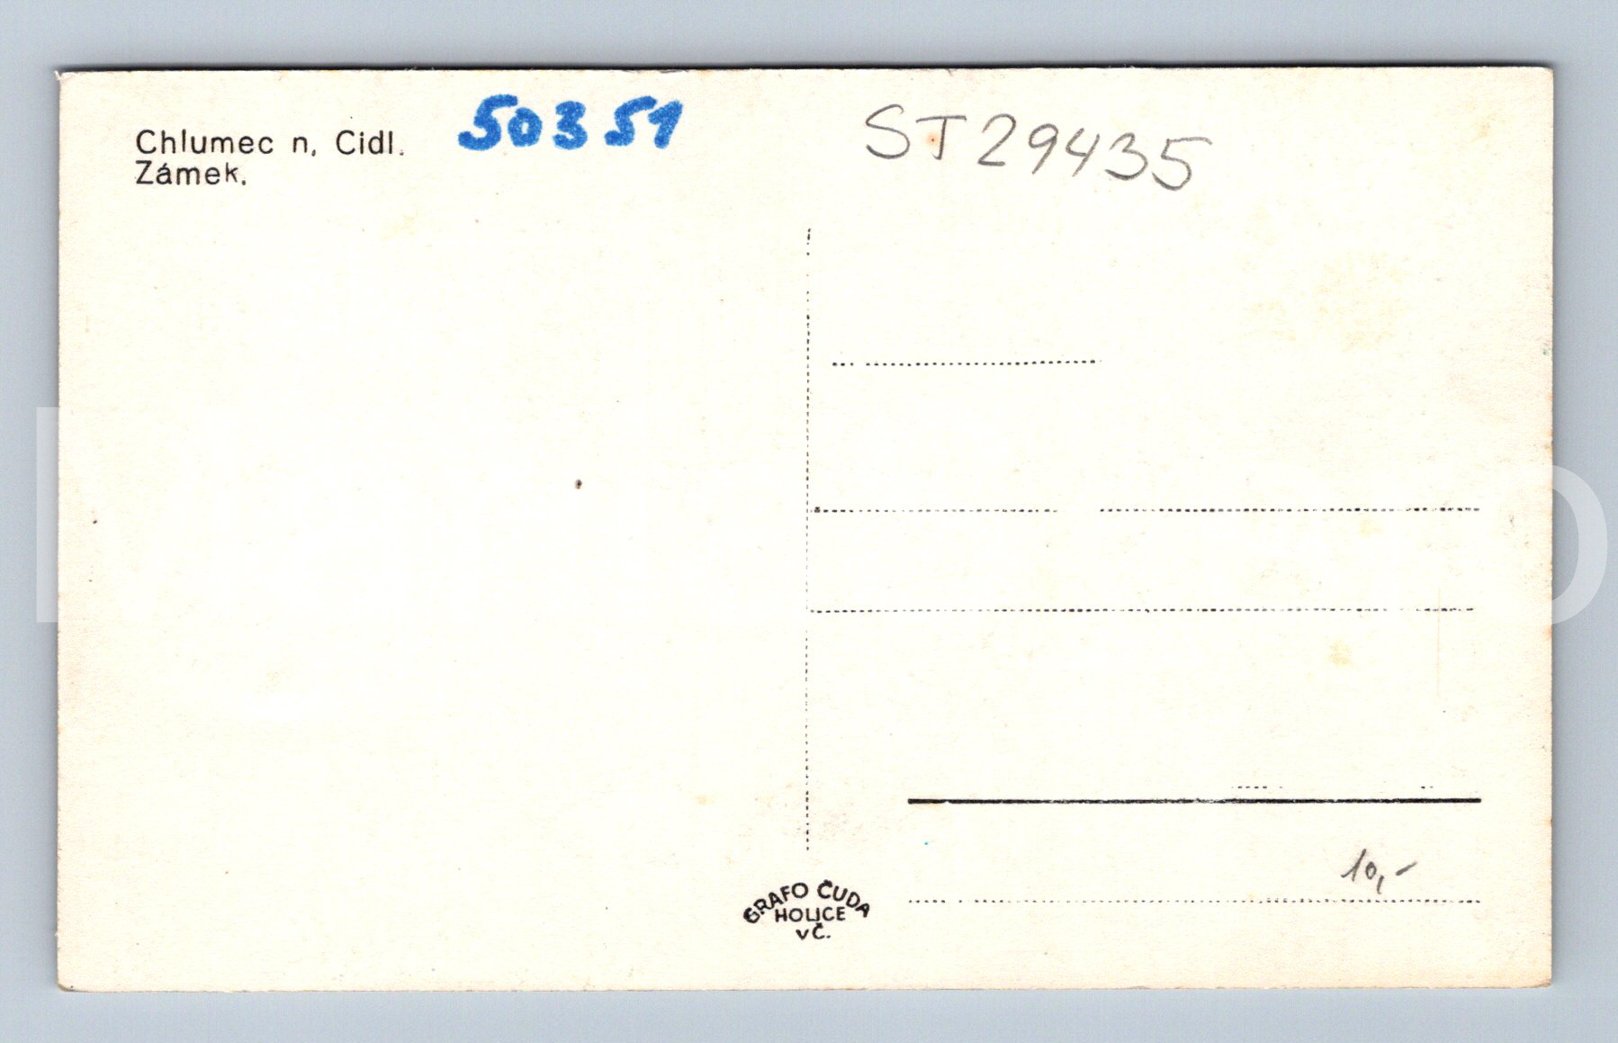 Chlumec n. Cidl.
Zámek.
50351
ST29435
10,-
GRAFO ČUDA
HOLICE
VČ.